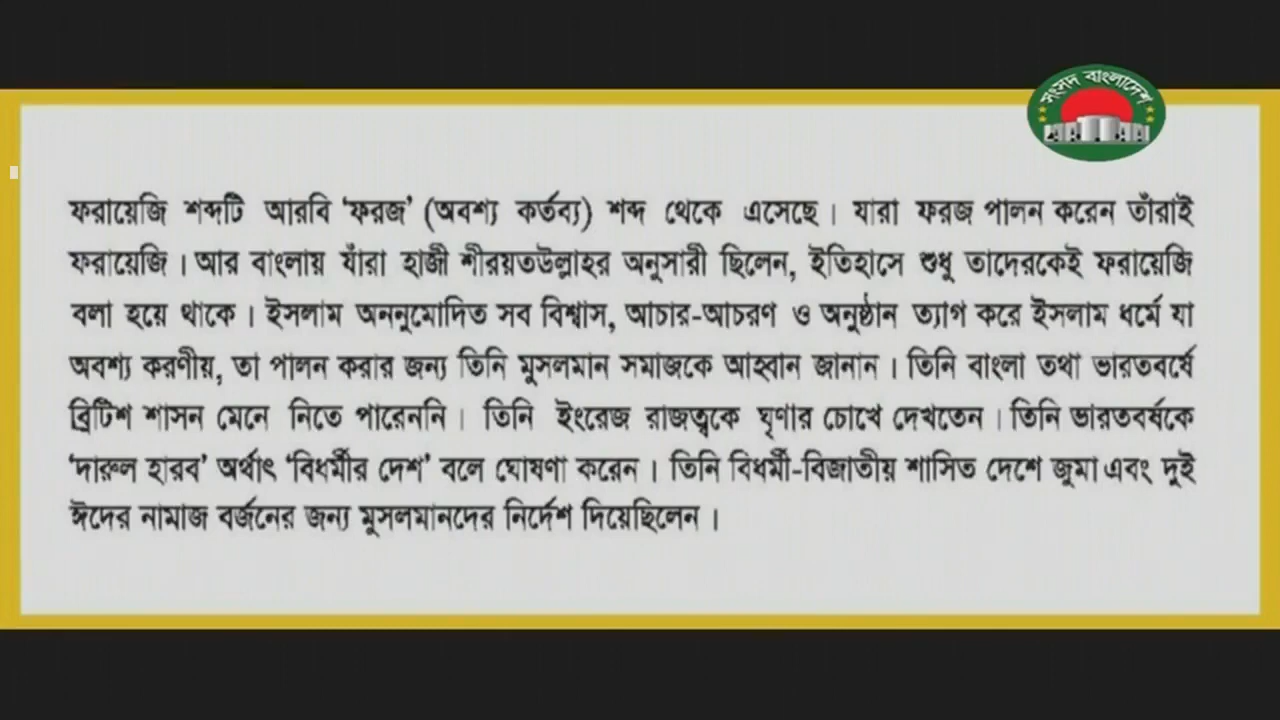 সংসদ বাংলাদেশ
ফরায়েজি শব্দটি আরবি ‘ফরজ’ (অবশ্য কর্তব্য) শব্দ থেকে এসেছে। যারা ফরজ পালন করেন তাঁরাই
ফরায়েজি। আর বাংলায় যাঁরা হাজী শরীয়তউল্লাহর অনুসারী ছিলেন, ইতিহাসে শুধু তাদেরকেই ফরায়েজি
বলা হয়ে থাকে। ইসলাম অননুমোদিত সব বিশ্বাস, আচার-আচরণ ও অনুষ্ঠান ত্যাগ করে ইসলাম ধর্মে যা
অবশ্য করণীয়, তা পালন করার জন্য তিনি মুসলমান সমাজকে আহ্বান জানান। তিনি বাংলা তথা ভারতবর্ষে
ব্রিটিশ শাসন মেনে নিতে পারেননি। তিনি ইংরেজ রাজত্বকে ঘৃণার চোখে দেখতেন। তিনি ভারতবর্ষকে
‘দারুল হারব’ অর্থাৎ ‘বিধর্মীর দেশ’ বলে ঘোষণা করেন। তিনি বিধর্মী-বিজাতীয় শাসিত দেশে জুমা এবং দুই
ঈদের নামাজ বর্জনের জন্য মুসলমানদের নির্দেশ দিয়েছিলেন।